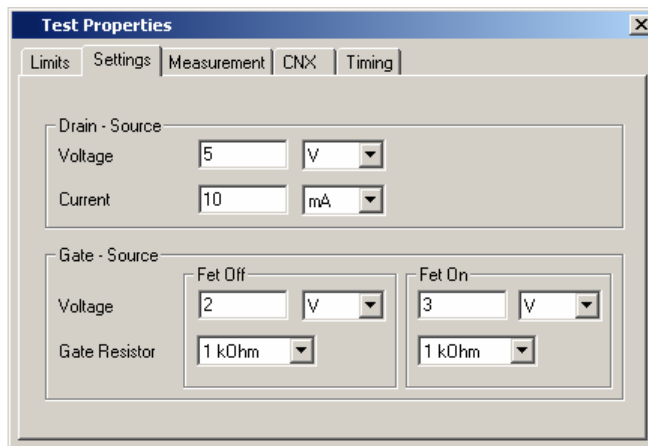 Test Properties
Limits Settings Measurement CNX Timing
Drain - Source
Voltage 5 V
Current 10 mA
Gate - Source
Fet Off Fet On
Voltage 2 V 3 V
Gate Resistor 1 kOhm 1 kOhm